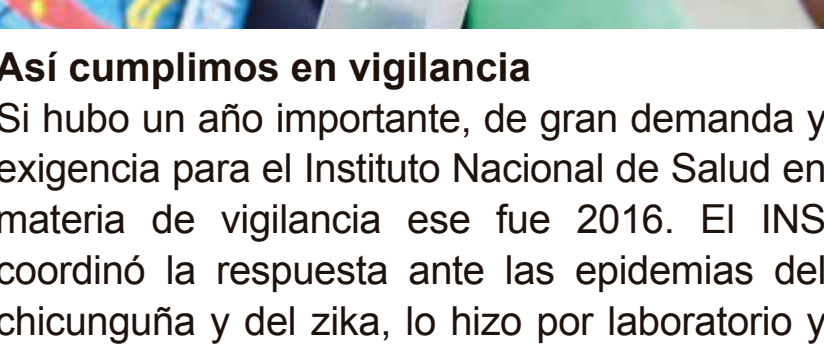 Así cumplimos en vigilancia
Si hubo un año importante, de gran demanda y
exigencia para el Instituto Nacional de Salud en
materia de vigilancia ese fue 2016. El INS
coordinó la respuesta ante las epidemias del
chicunguña y del zika, lo hizo por laboratorio y